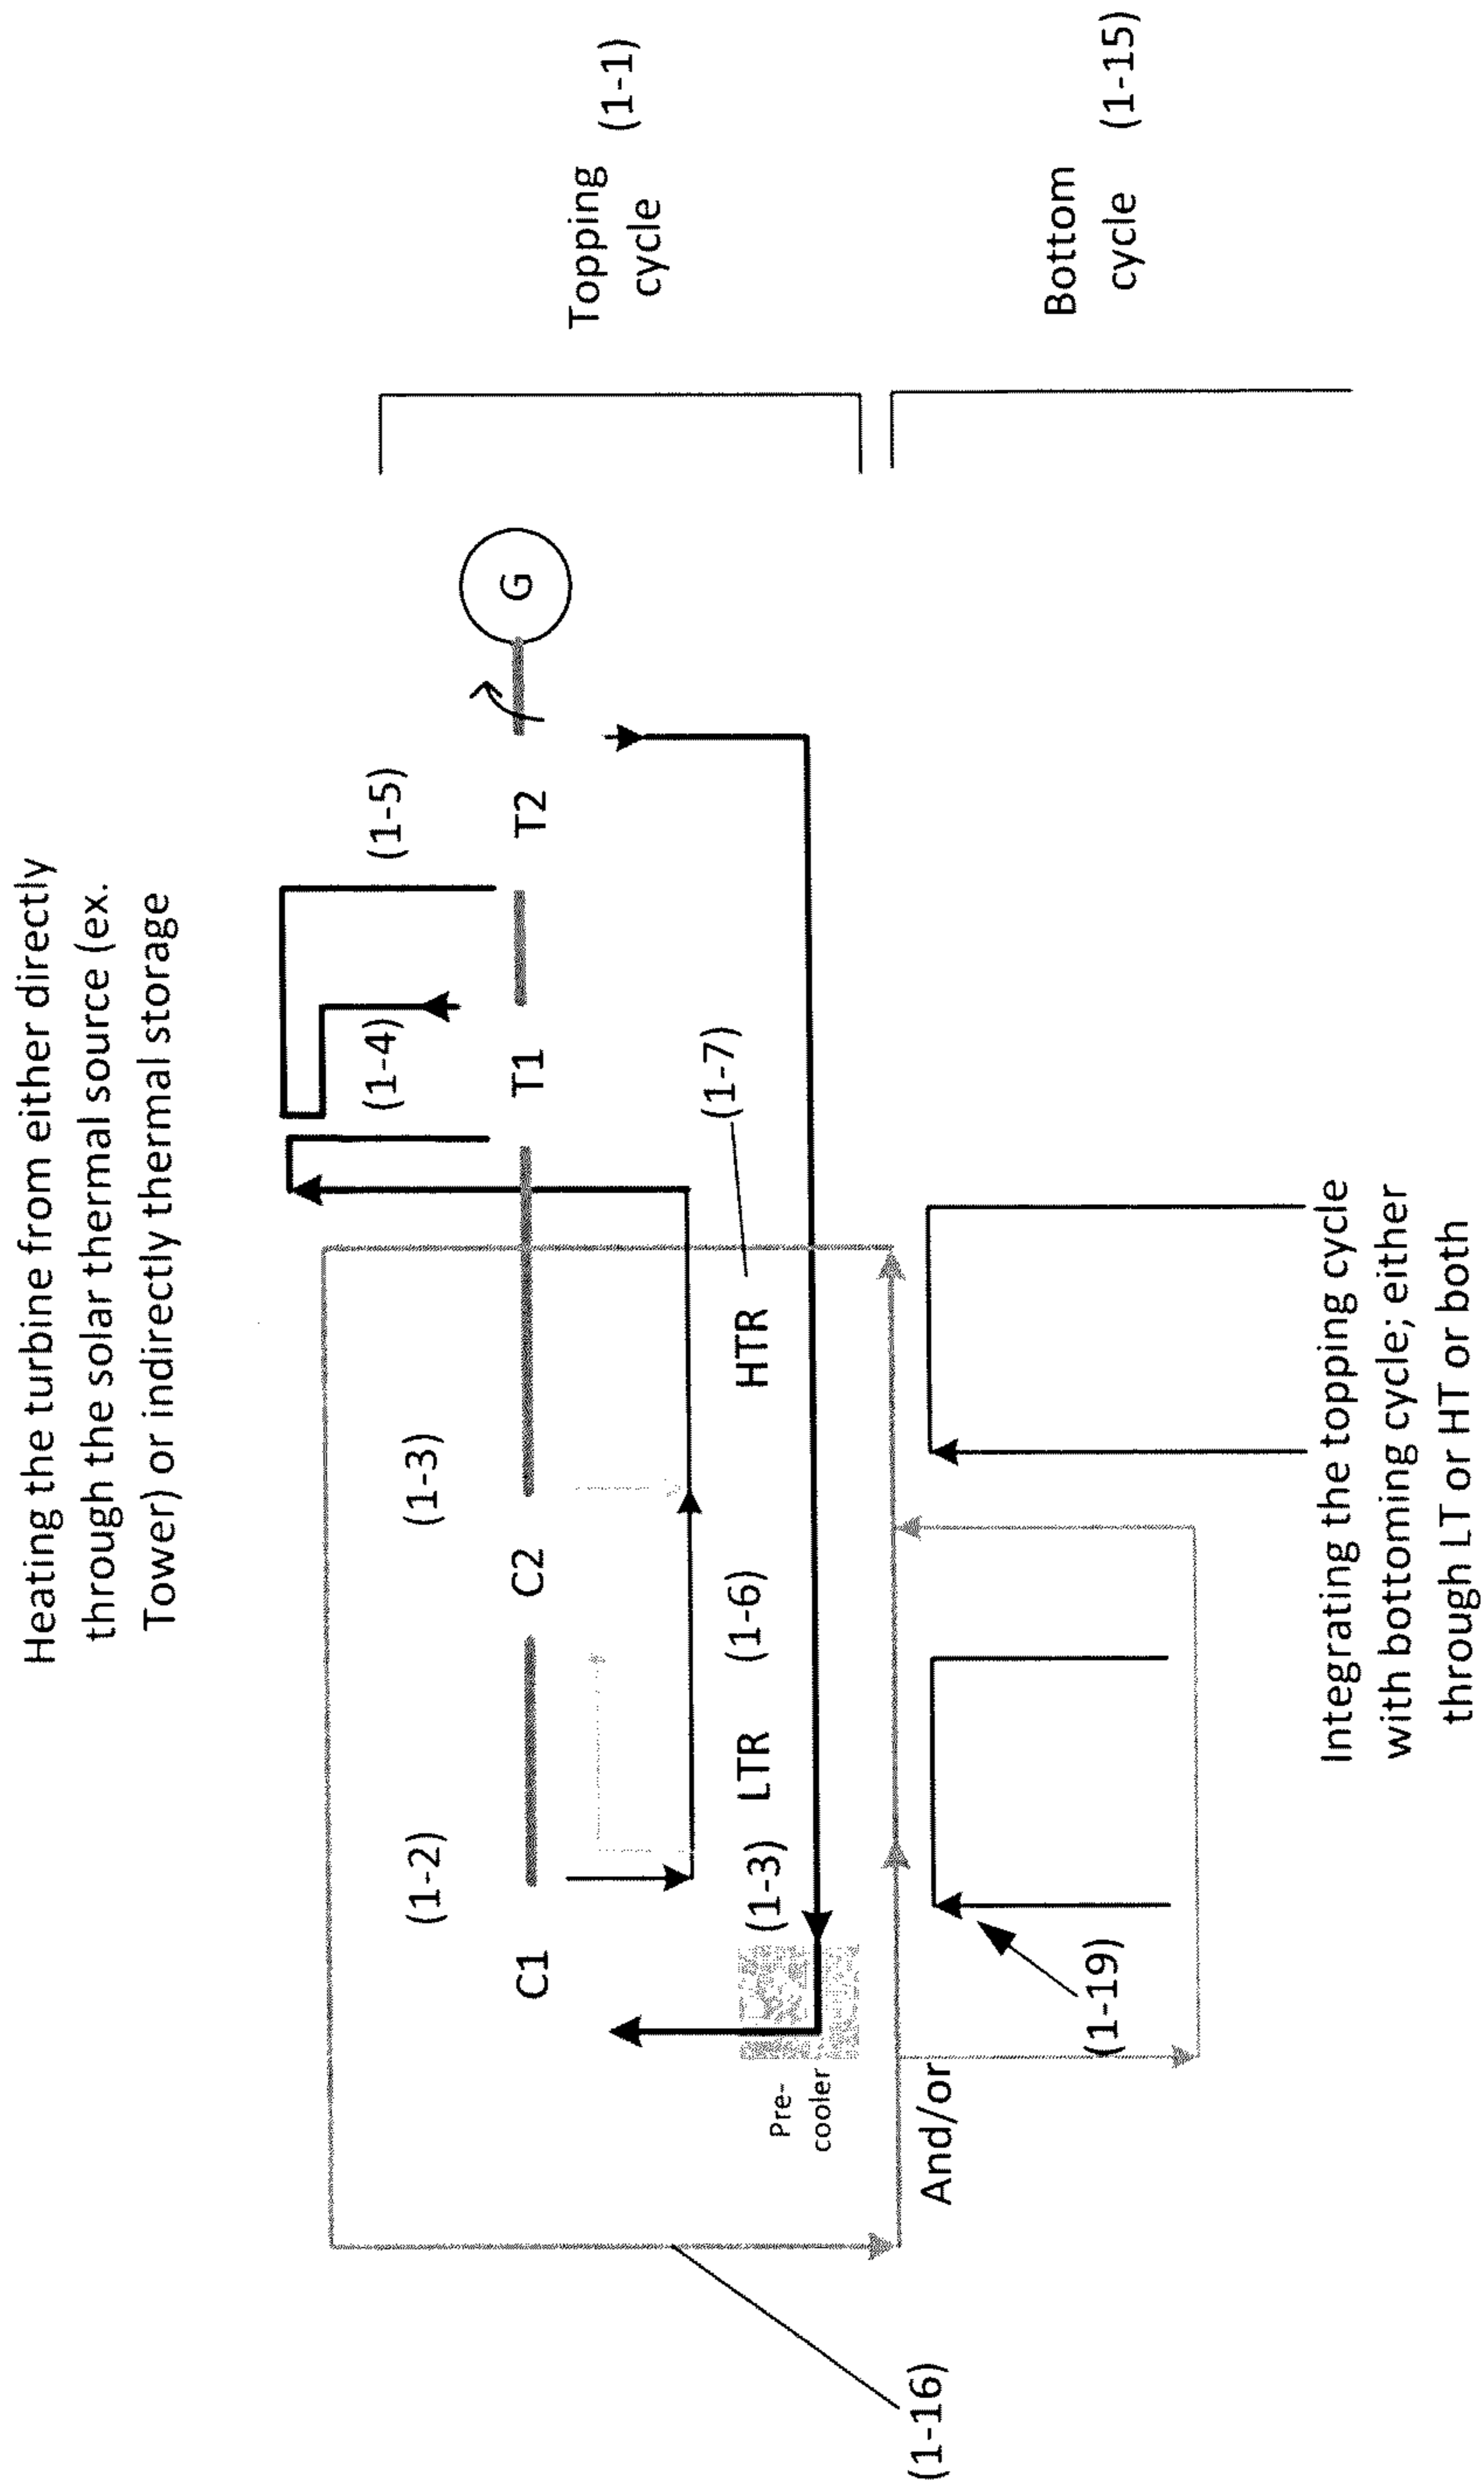 Heating the turbine from either directly
through the solar thermal source (ex.
Tower) or indirectly thermal storage
(1-4)
(1-5)
(1-2)
(1-3)
C1
C2
T1
T2
G
Topping
cycle
(1-1)
(1-3)
LTR
(1-6)
HTR
(1-7)
Pre-
cooler
And/or
(1-16)
(1-19)
Bottom
cycle
(1-15)
Integrating the topping cycle
with bottoming cycle; either
through LT or HT or both